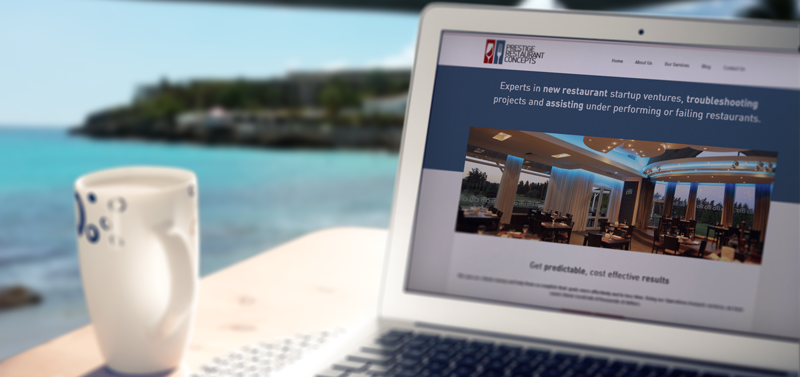 PRESTIGE
RESTAURANT
CONCEPTS
Home About Us Our Services Blog Contact Us
Experts in new restaurant startup ventures, troubleshooting
projects and assisting under performing or failing restaurants.
Get predictable, cost effective results